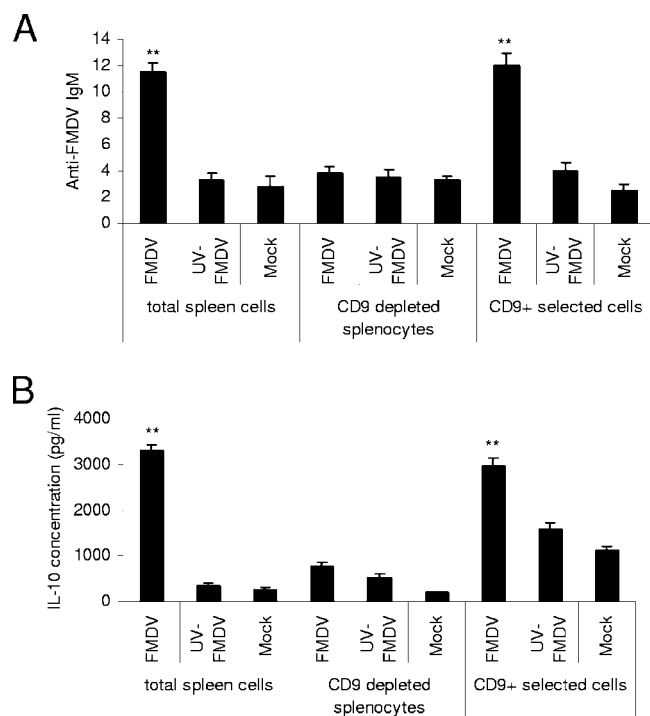 A
Anti-FMDV IgM
14
12
10
8
6
4
2
0
**
**
FMDV
UV-
FMDV
Mock
FMDV
UV-
FMDV
Mock
FMDV
UV-
FMDV
Mock
total spleen cells
CD9 depleted
splenocytes
CD9+ selected cells
B
IL-10 concentration (pg/ml)
4000
3000
2000
1000
0
**
**
FMDV
UV-
FMDV
Mock
FMDV
UV-
FMDV
Mock
FMDV
UV-
FMDV
Mock
total spleen cells
CD9 depleted
splenocytes
CD9+ selected cells